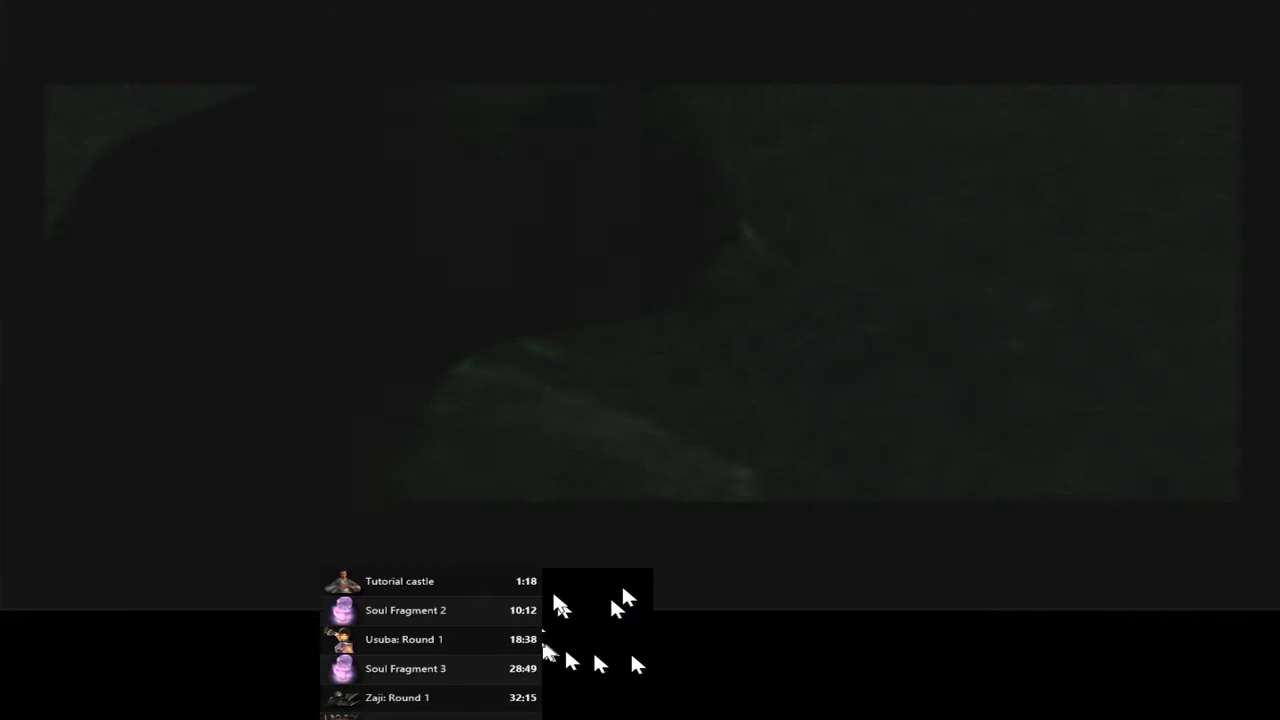 Tutorial castle 1:18
Soul Fragment 2 10:12
Usuba: Round 1 18:38
Soul Fragment 3 28:49
Zaji: Round 1 32:15